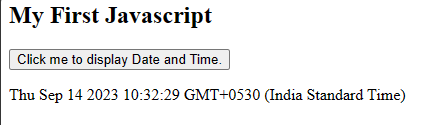 My First Javascript
Click me to display Date and Time.
Thu Sep 14 2023 10:32:29 GMT+0530 (India Standard Time)